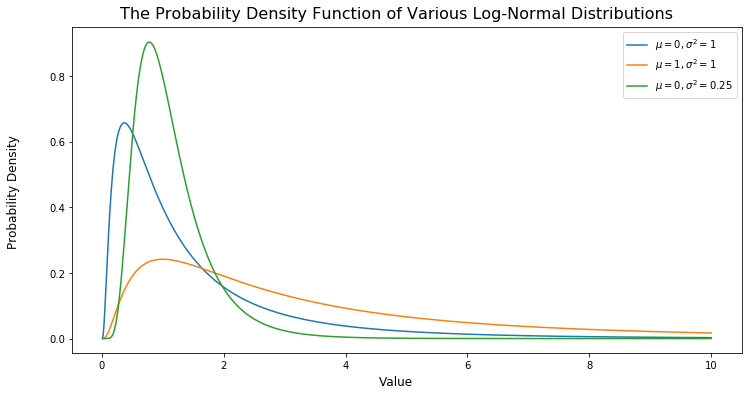 The Probability Density Function of Various Log-Normal Distributions
μ = 0, σ² = 1
μ = 1, σ² = 1
μ = 0, σ² = 0.25
Probability Density
0.8
0.6
0.4
0.2
0.0
0 2 4 6 8 10
Value